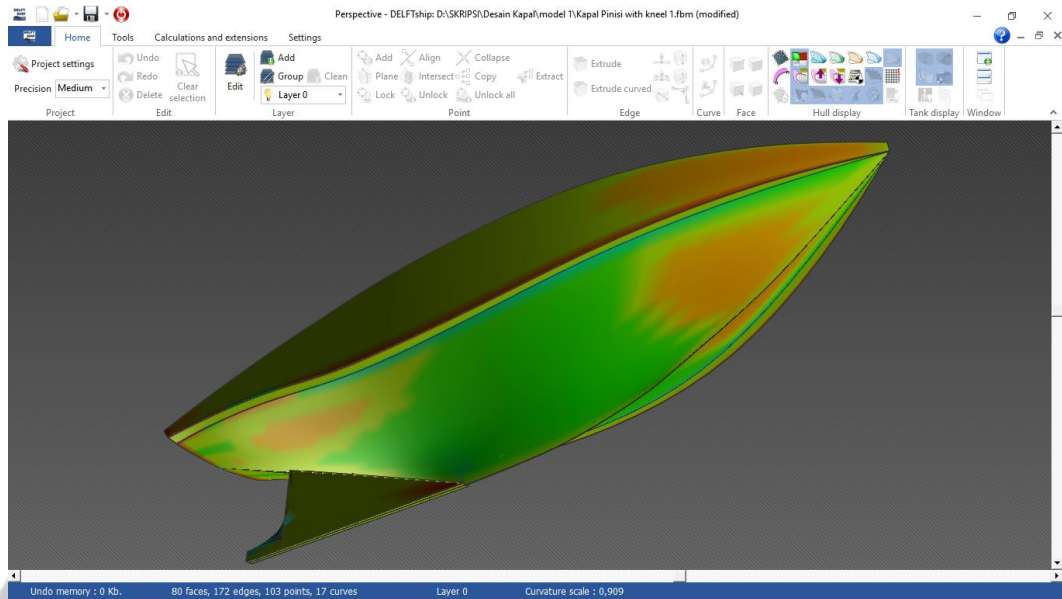 Perspective - DELFTship: D:\SKRIPSI\Desain Kapal\model 1\Kapal Pinisi with kneel 1.fbm (modified)
Home Tools Calculations and extensions Settings
Project settings
Precision Medium
Project
Undo
Redo
Delete
Clear selection
Edit
Edit
Add
Group Clean
Layer 0
Layer
Add Align Collapse
Plane Intersect Copy Extract
Lock Unlock Unlock all
Point
Extrude
Extrude curved
Edge
Curve
Face
Hull display
Tank display
Window
Undo memory : 0 Kb. 80 faces, 172 edges, 103 points, 17 curves Layer 0 Curvature scale : 0,909